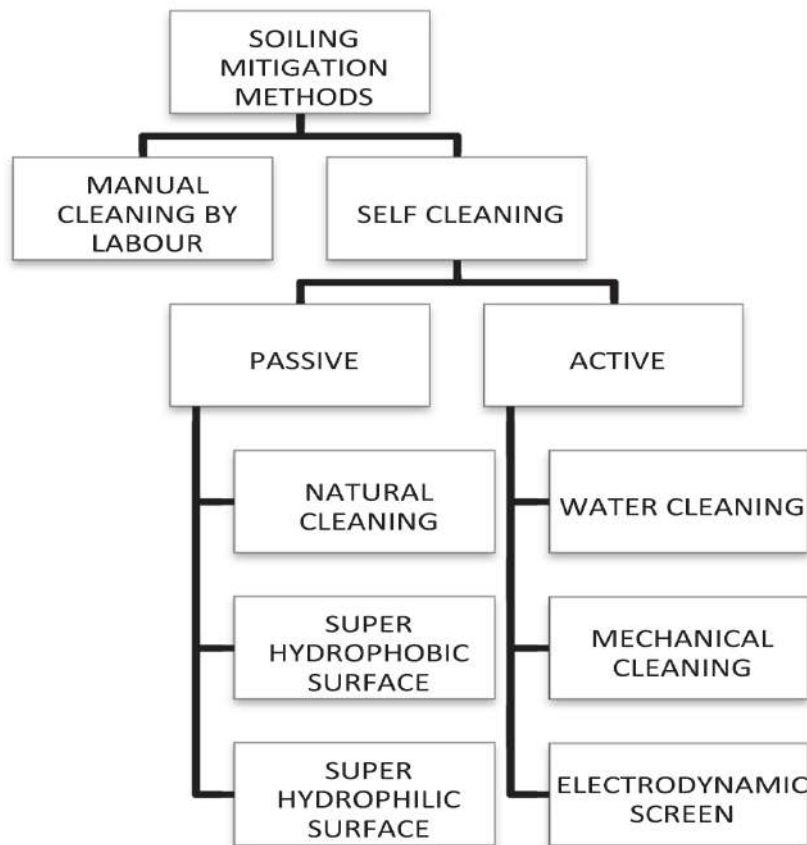 SOILING
MITIGATION
METHODS
MANUAL
CLEANING BY
LABOUR
SELF CLEANING
PASSIVE
ACTIVE
NATURAL
CLEANING
WATER CLEANING
SUPER
HYDROPHOBIC
SURFACE
MECHANICAL
CLEANING
SUPER
HYDROPHILIC
SURFACE
ELECTRODYNAMIC
SCREEN